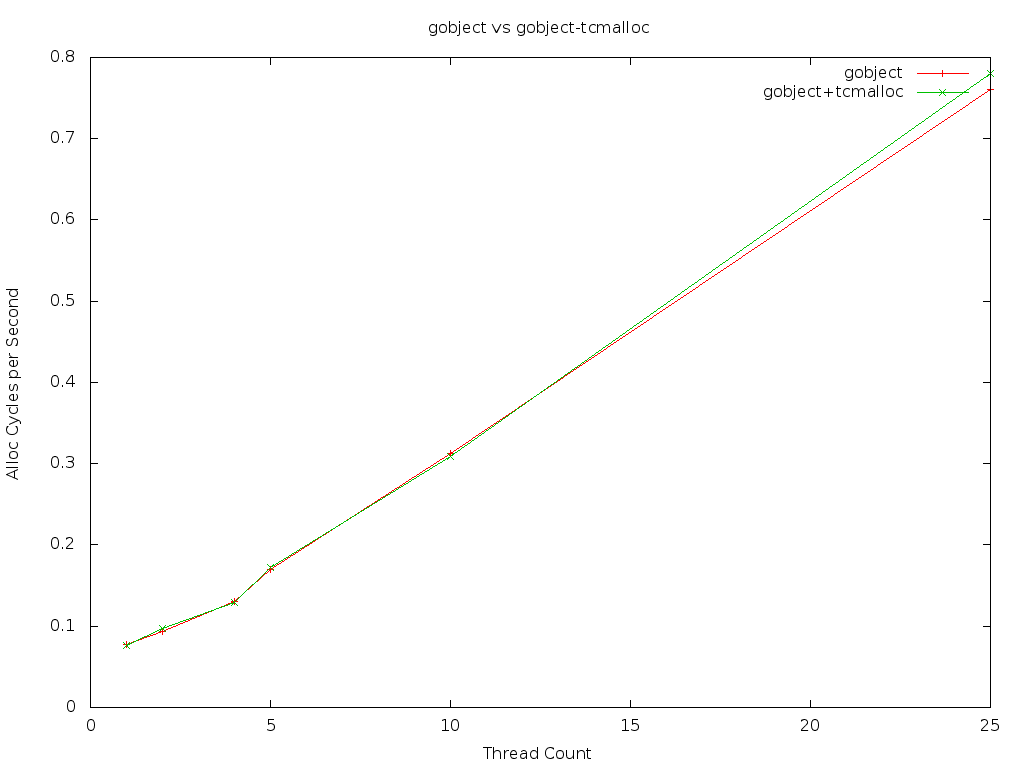 gobject vs gobject-tcmalloc
gobject
gobject+tcmalloc
0.8
0.7
0.6
0.5
0.4
0.3
0.2
0.1
0
Alloc Cycles per Second
0 5 10 15 20 25
Thread Count